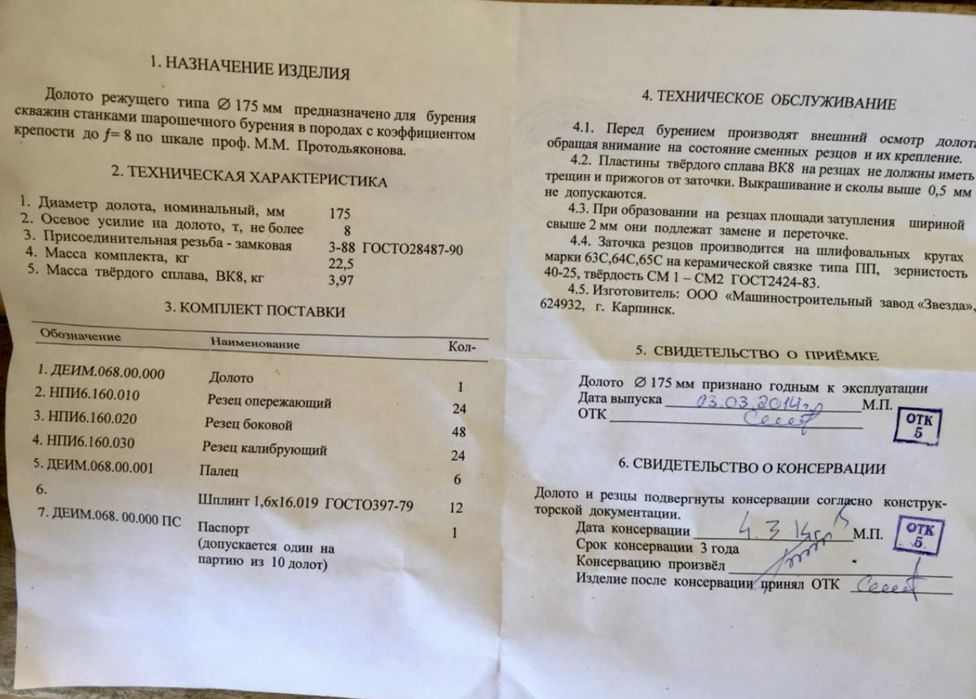 1. НАЗНАЧЕНИЕ ИЗДЕЛИЯ
Долото режущего типа ∅ 175 мм предназначено для бурения
скважин станками шарошечного бурения в породах с коэффициентом
крепости до f= 8 по шкале проф. М.М. Протодьяконова.
2. ТЕХНИЧЕСКАЯ ХАРАКТЕРИСТИКА
1. Диаметр долота, номинальный, мм 175
2. Осевое усилие на долото, т, не более 8
3. Присоединительная резьба - замковая 3-88 ГОСТО28487-90
4. Масса комплекта, кг 22,5
5. Масса твёрдого сплава, ВК8, кг 3,97
3. КОМПЛЕКТ ПОСТАВКИ
Обозначение Наименование Кол-
1. ДЕИМ.068.00.000 Долото 1
2. НПИ6.160.010 Резец опережающий 24
3. НПИ6.160.020 Резец боковой 48
4. НПИ6.160.030 Резец калибрующий 24
5. ДЕИМ.068.00.001 Палец 6
6. Шплинт 1,6х16.019 ГОСТО397-79 12
7. ДЕИМ.068. 00.000 ПС Паспорт 1
(допускается один на
партию из 10 долот)
4. ТЕХНИЧЕСКОЕ ОБСЛУЖИВАНИЕ
4.1. Перед бурением производят внешний осмотр долота
обращая внимание на состояние сменных резцов и их крепление.
4.2. Пластины твёрдого сплава ВК8 на резцах не должны иметь
трещин и прижогов от заточки. Выкрашивание и сколы выше 0,5 мм
не допускаются.
4.3. При образовании на резцах площади затупления шириной
свыше 2 мм они подлежат замене и переточке.
4.4. Заточка резцов производится на шлифовальных кругах
марки 63С,64С,65С на керамической связке типа ПП, зернистость
40-25, твёрдость СМ 1 – СМ2 ГОСТ2424-83.
4.5. Изготовитель: ООО «Машиностроительный завод «Звезда»,
624932, г. Карпинск.
5. СВИДЕТЕЛЬСТВО О ПРИЁМКЕ
Долото ∅ 175 мм признано годным к эксплуатации
Дата выпуска 03.03.2014г М.П.
ОТК
ОТК
5
6. СВИДЕТЕЛЬСТВО О КОНСЕРВАЦИИ
Долото и резцы подвергнуты консервации согласно конструк-
торской документации.
Дата консервации 4.3 14г. М.П.
Срок консервации 3 года
Консервацию произвёл
Изделие после консервации принял ОТК
ОТК
5